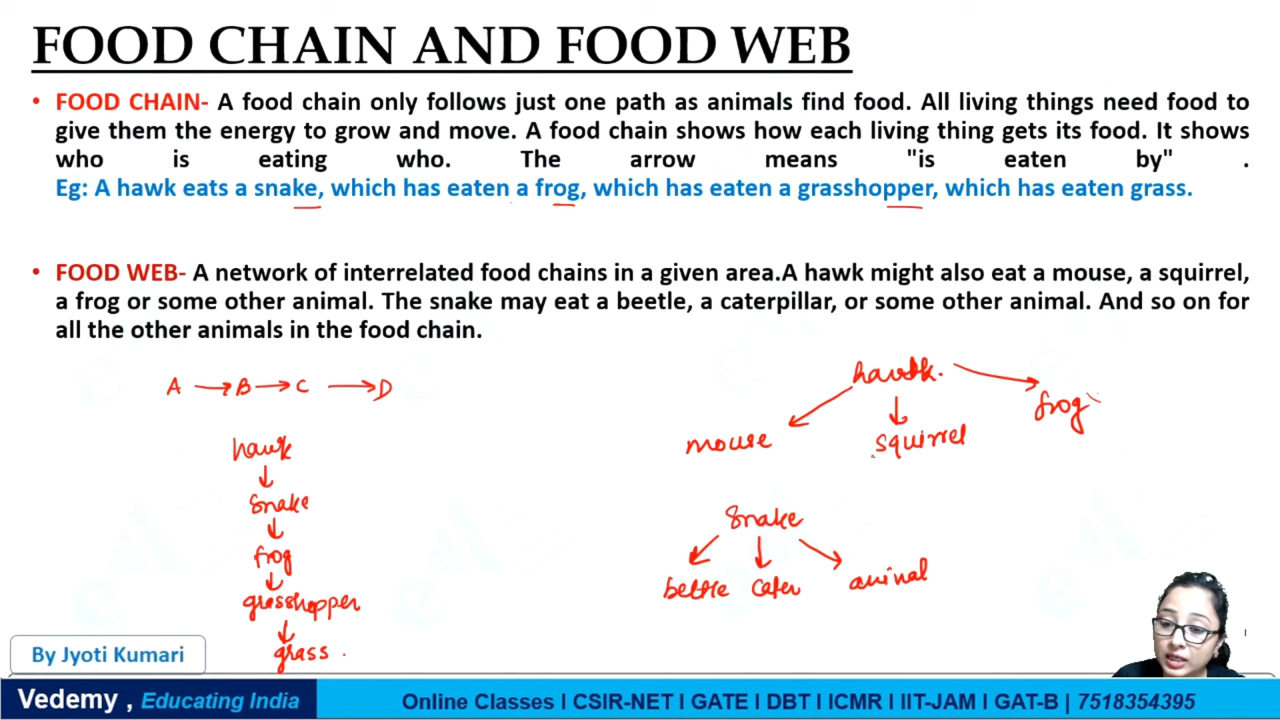 FOOD CHAIN AND FOOD WEB
• FOOD CHAIN- A food chain only follows just one path as animals find food. All living things need food to
give them the energy to grow and move. A food chain shows how each living thing gets its food. It shows
who is eating who. The arrow means "is eaten by" .
Eg: A hawk eats a snake, which has eaten a frog, which has eaten a grasshopper, which has eaten grass.
• FOOD WEB- A network of interrelated food chains in a given area.A hawk might also eat a mouse, a squirrel,
a frog or some other animal. The snake may eat a beetle, a caterpillar, or some other animal. And so on for
all the other animals in the food chain.
A → B → C → D
hawk
↓
snake
↓
frog
↓
grasshopper
↓
grass
hawk
mouse squirrel frog
snake
bettle cater animal
By Jyoti Kumari
Vedemy , Educating India
Online Classes I CSIR-NET I GATE I DBT I ICMR I IIT-JAM I GAT-B | 7518354395